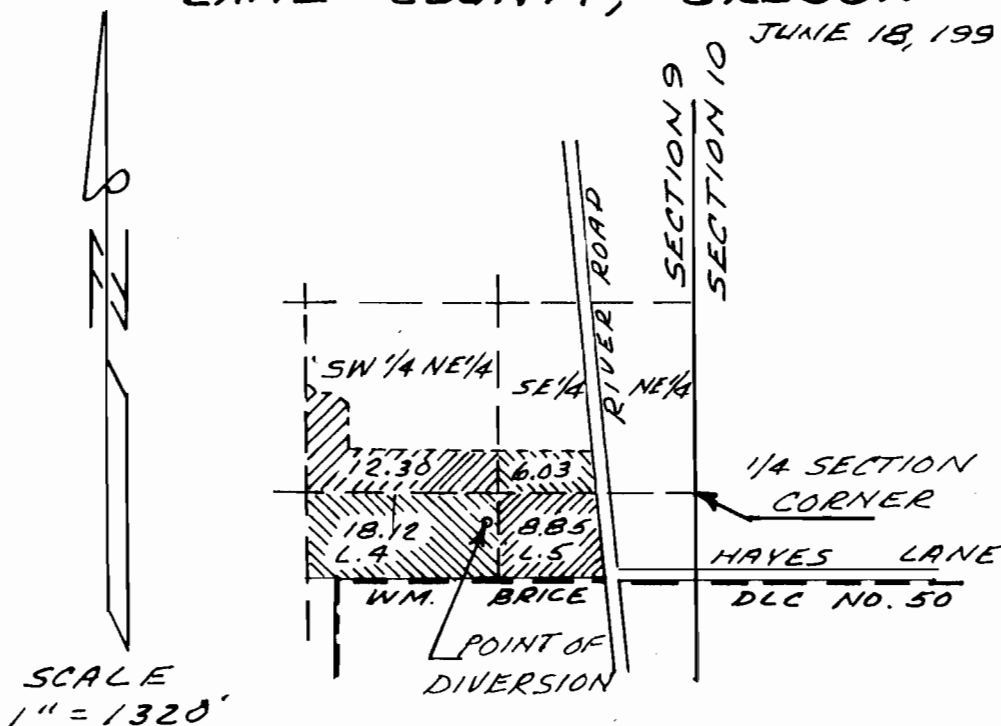 JUNE 18, 199
SECTION 9
SECTION 10
RIVER ROAD
N
SW 1/4 NE 1/4
SE 1/4 NE 1/4
12.30
6.03
1/4 SECTION
CORNER
18.12
L.4
8.85
L.5
HAYES LANE
WM. BRICE DLC NO. 50
POINT OF
DIVERSION
SCALE
1" = 1320'